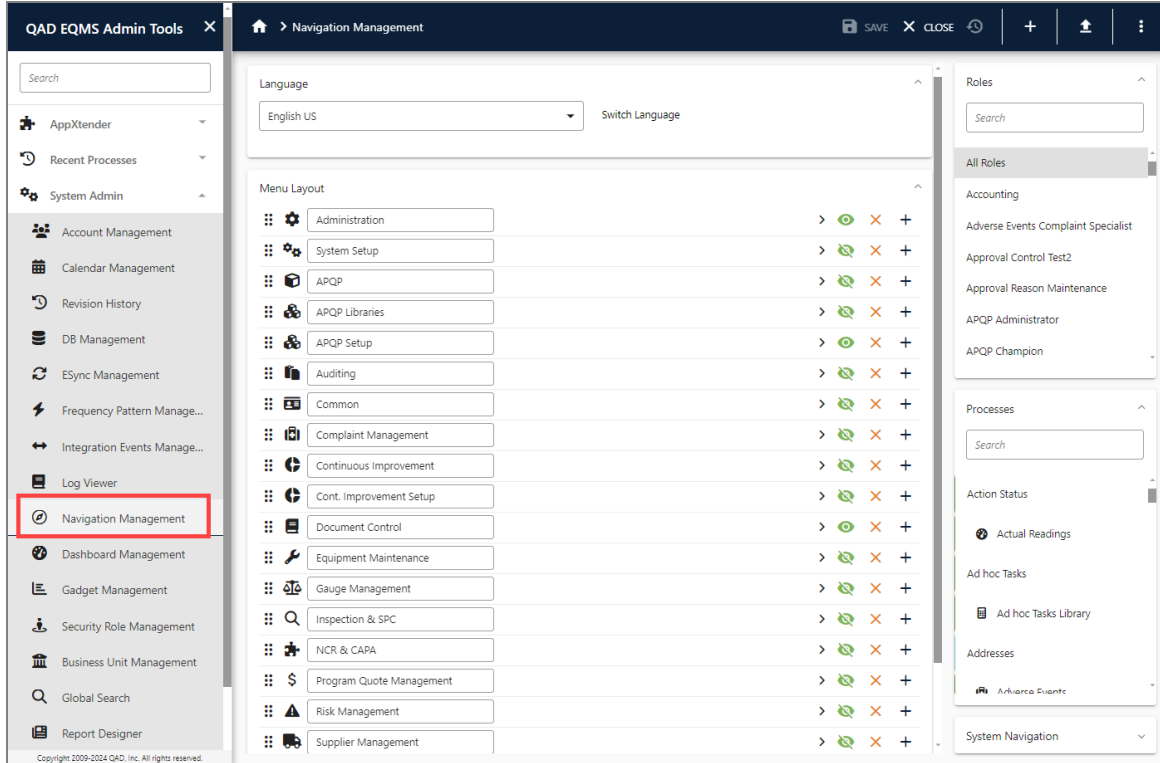 QAD EQMS Admin Tools
Search
AppXtender
Recent Processes
System Admin
Account Management
Calendar Management
Revision History
DB Management
ESync Management
Frequency Pattern Manage...
Integration Events Manage...
Log Viewer
Navigation Management
Dashboard Management
Gadget Management
Security Role Management
Business Unit Management
Global Search
Report Designer
Copyright 2009-2024 QAD, Inc. All rights reserved.
Navigation Management
SAVE
CLOSE
Language
English US
Switch Language
Menu Layout
Administration
System Setup
APQP
APQP Libraries
APQP Setup
Auditing
Common
Complaint Management
Continuous Improvement
Cont. Improvement Setup
Document Control
Equipment Maintenance
Gauge Management
Inspection & SPC
NCR & CAPA
Program Quote Management
Risk Management
Supplier Management
Roles
Search
All Roles
Accounting
Adverse Events Complaint Specialist
Approval Control Test2
Approval Reason Maintenance
APQP Administrator
APQP Champion
Processes
Search
Action Status
Actual Readings
Ad hoc Tasks
Ad hoc Tasks Library
Addresses
Adverse Events
System Navigation